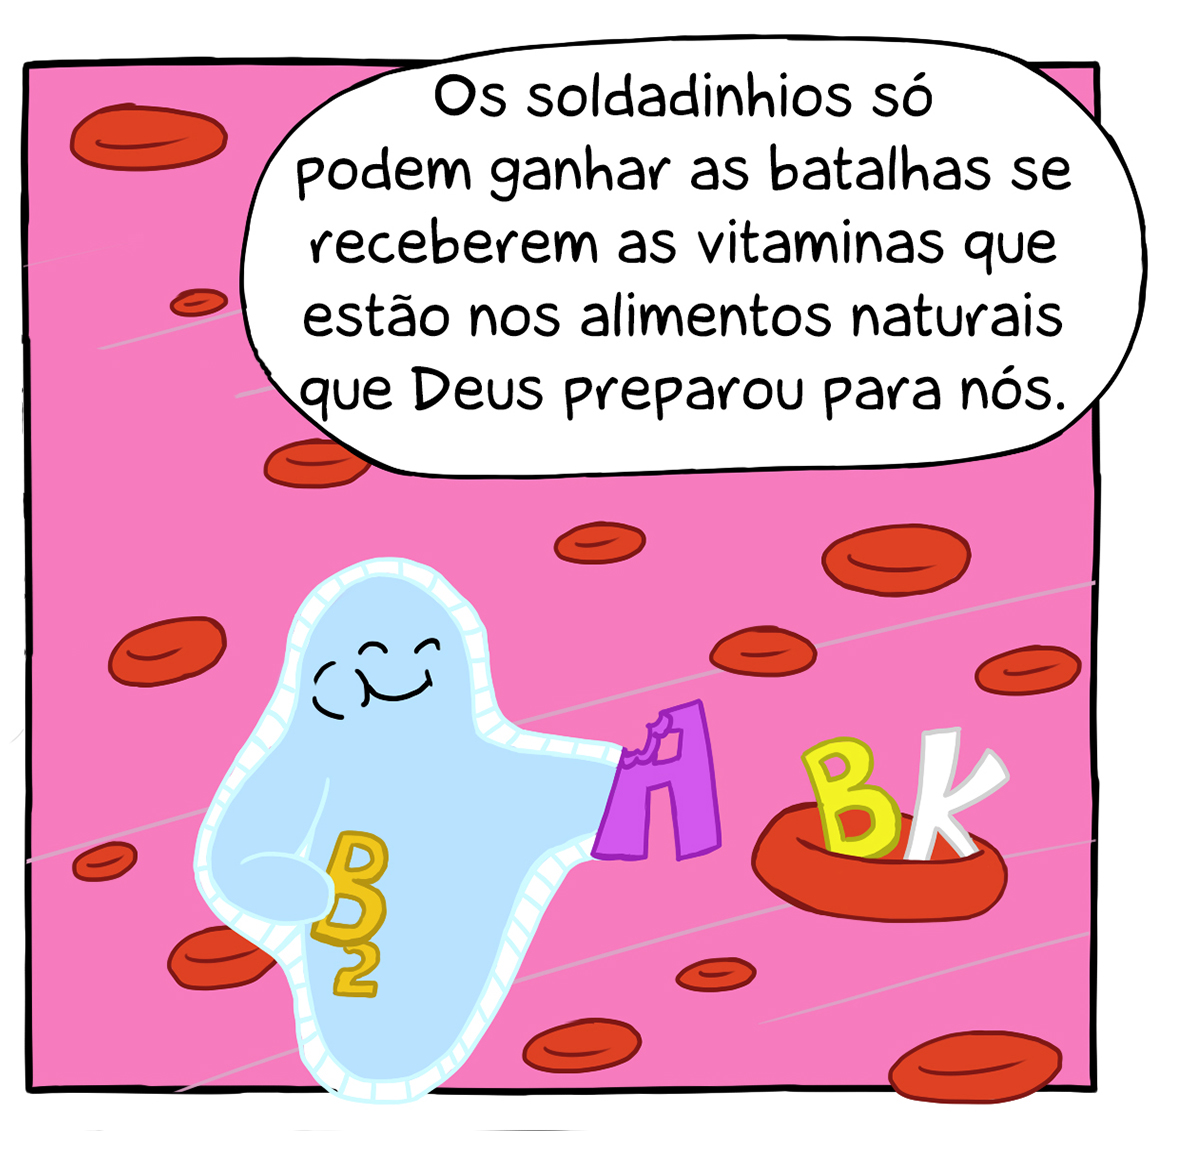 Os soldadinhios só
podem ganhar as batalhas se
receberem as vitaminas que
estão nos alimentos naturais
que Deus preparou para nós.
A
B K
B
2